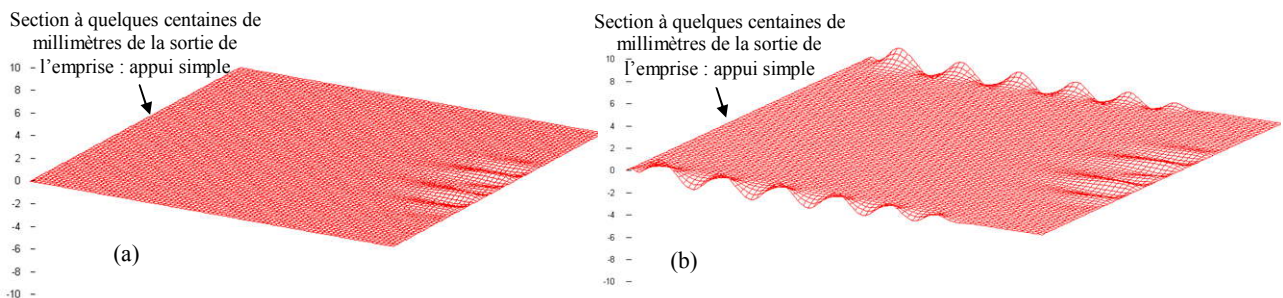 Section à quelques centaines de
millimètres de la sortie de
l’emprise : appui simple
10
8
6
4
2
0
-2
-4
-6
-8
-10
(a)
Section à quelques centaines de
millimètres de la sortie de
l’emprise : appui simple
10
8
6
4
2
0
-2
-4
-6
-8
-10
(b)